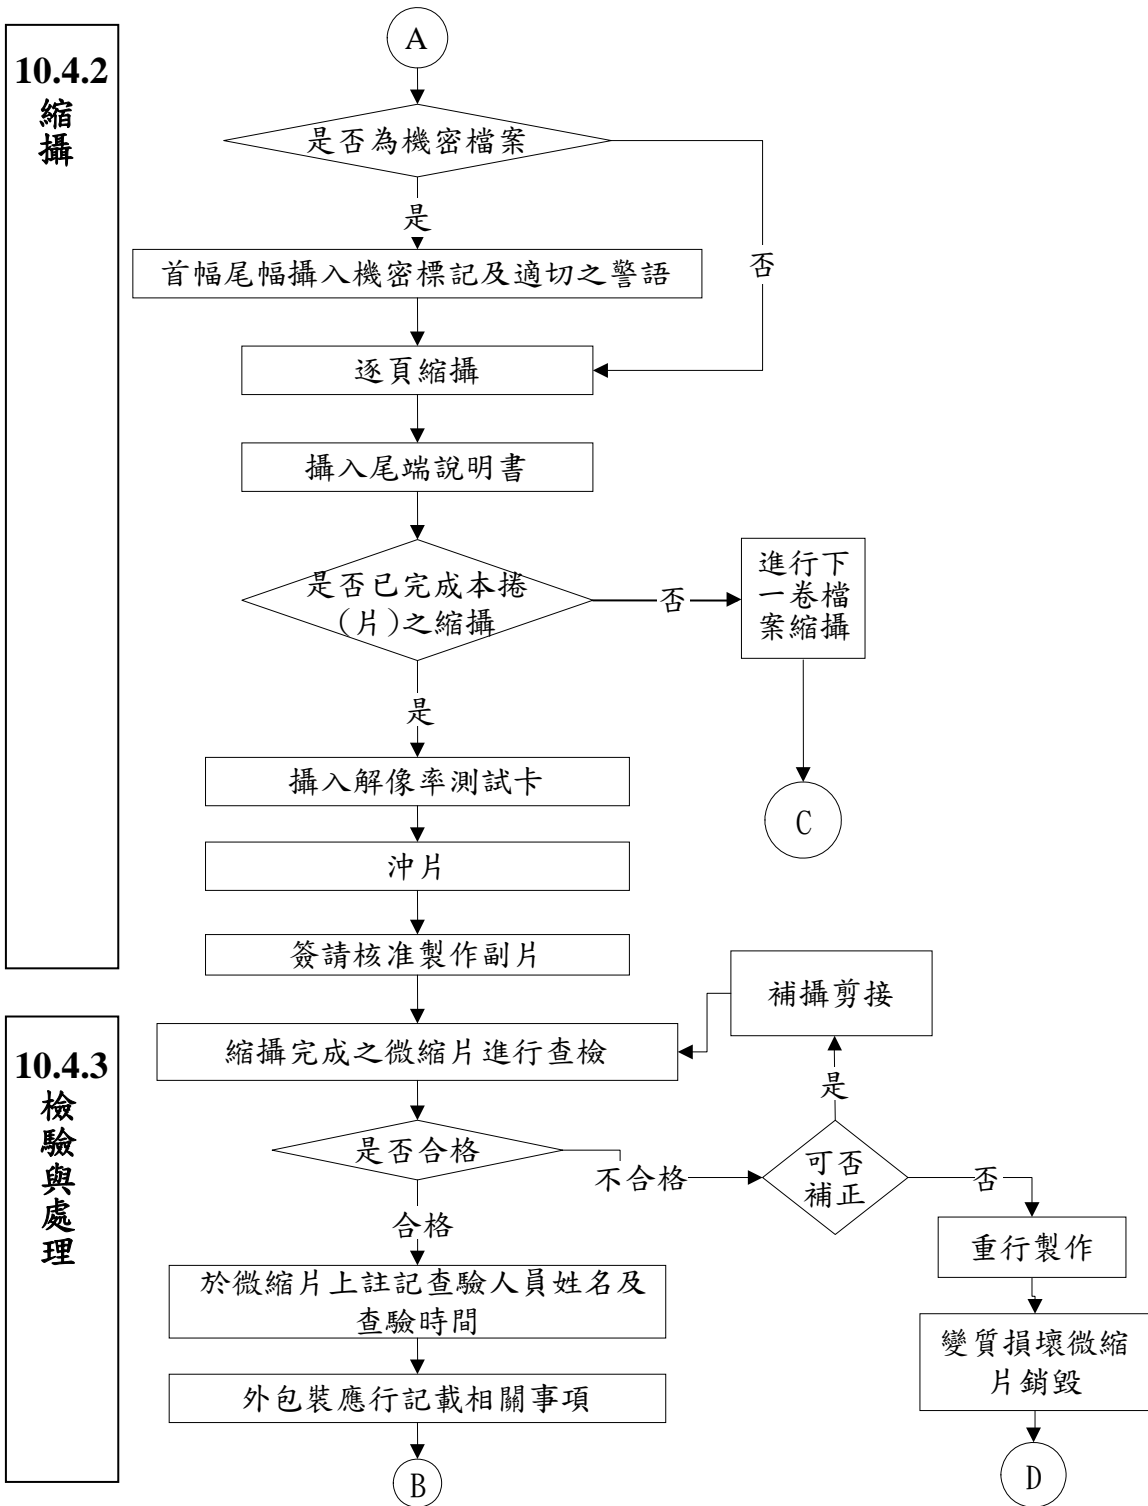 10.4.2
縮
攝
A
是否為機密檔案
是
否
首幅尾幅攝入機密標記及適切之警語
逐頁縮攝
攝入尾端說明書
是否已完成本捲
(片)之縮攝
否
進行下
一卷檔
案縮攝
是
C
攝入解像率測試卡
沖片
簽請核准製作副片
10.4.3
檢
驗
與
處
理
補攝剪接
縮攝完成之微縮片進行查檢
是
是否合格
不合格
可否
補正
否
合格
重行製作
於微縮片上註記查驗人員姓名及
查驗時間
變質損壞微縮
片銷毀
外包裝應行記載相關事項
B
D